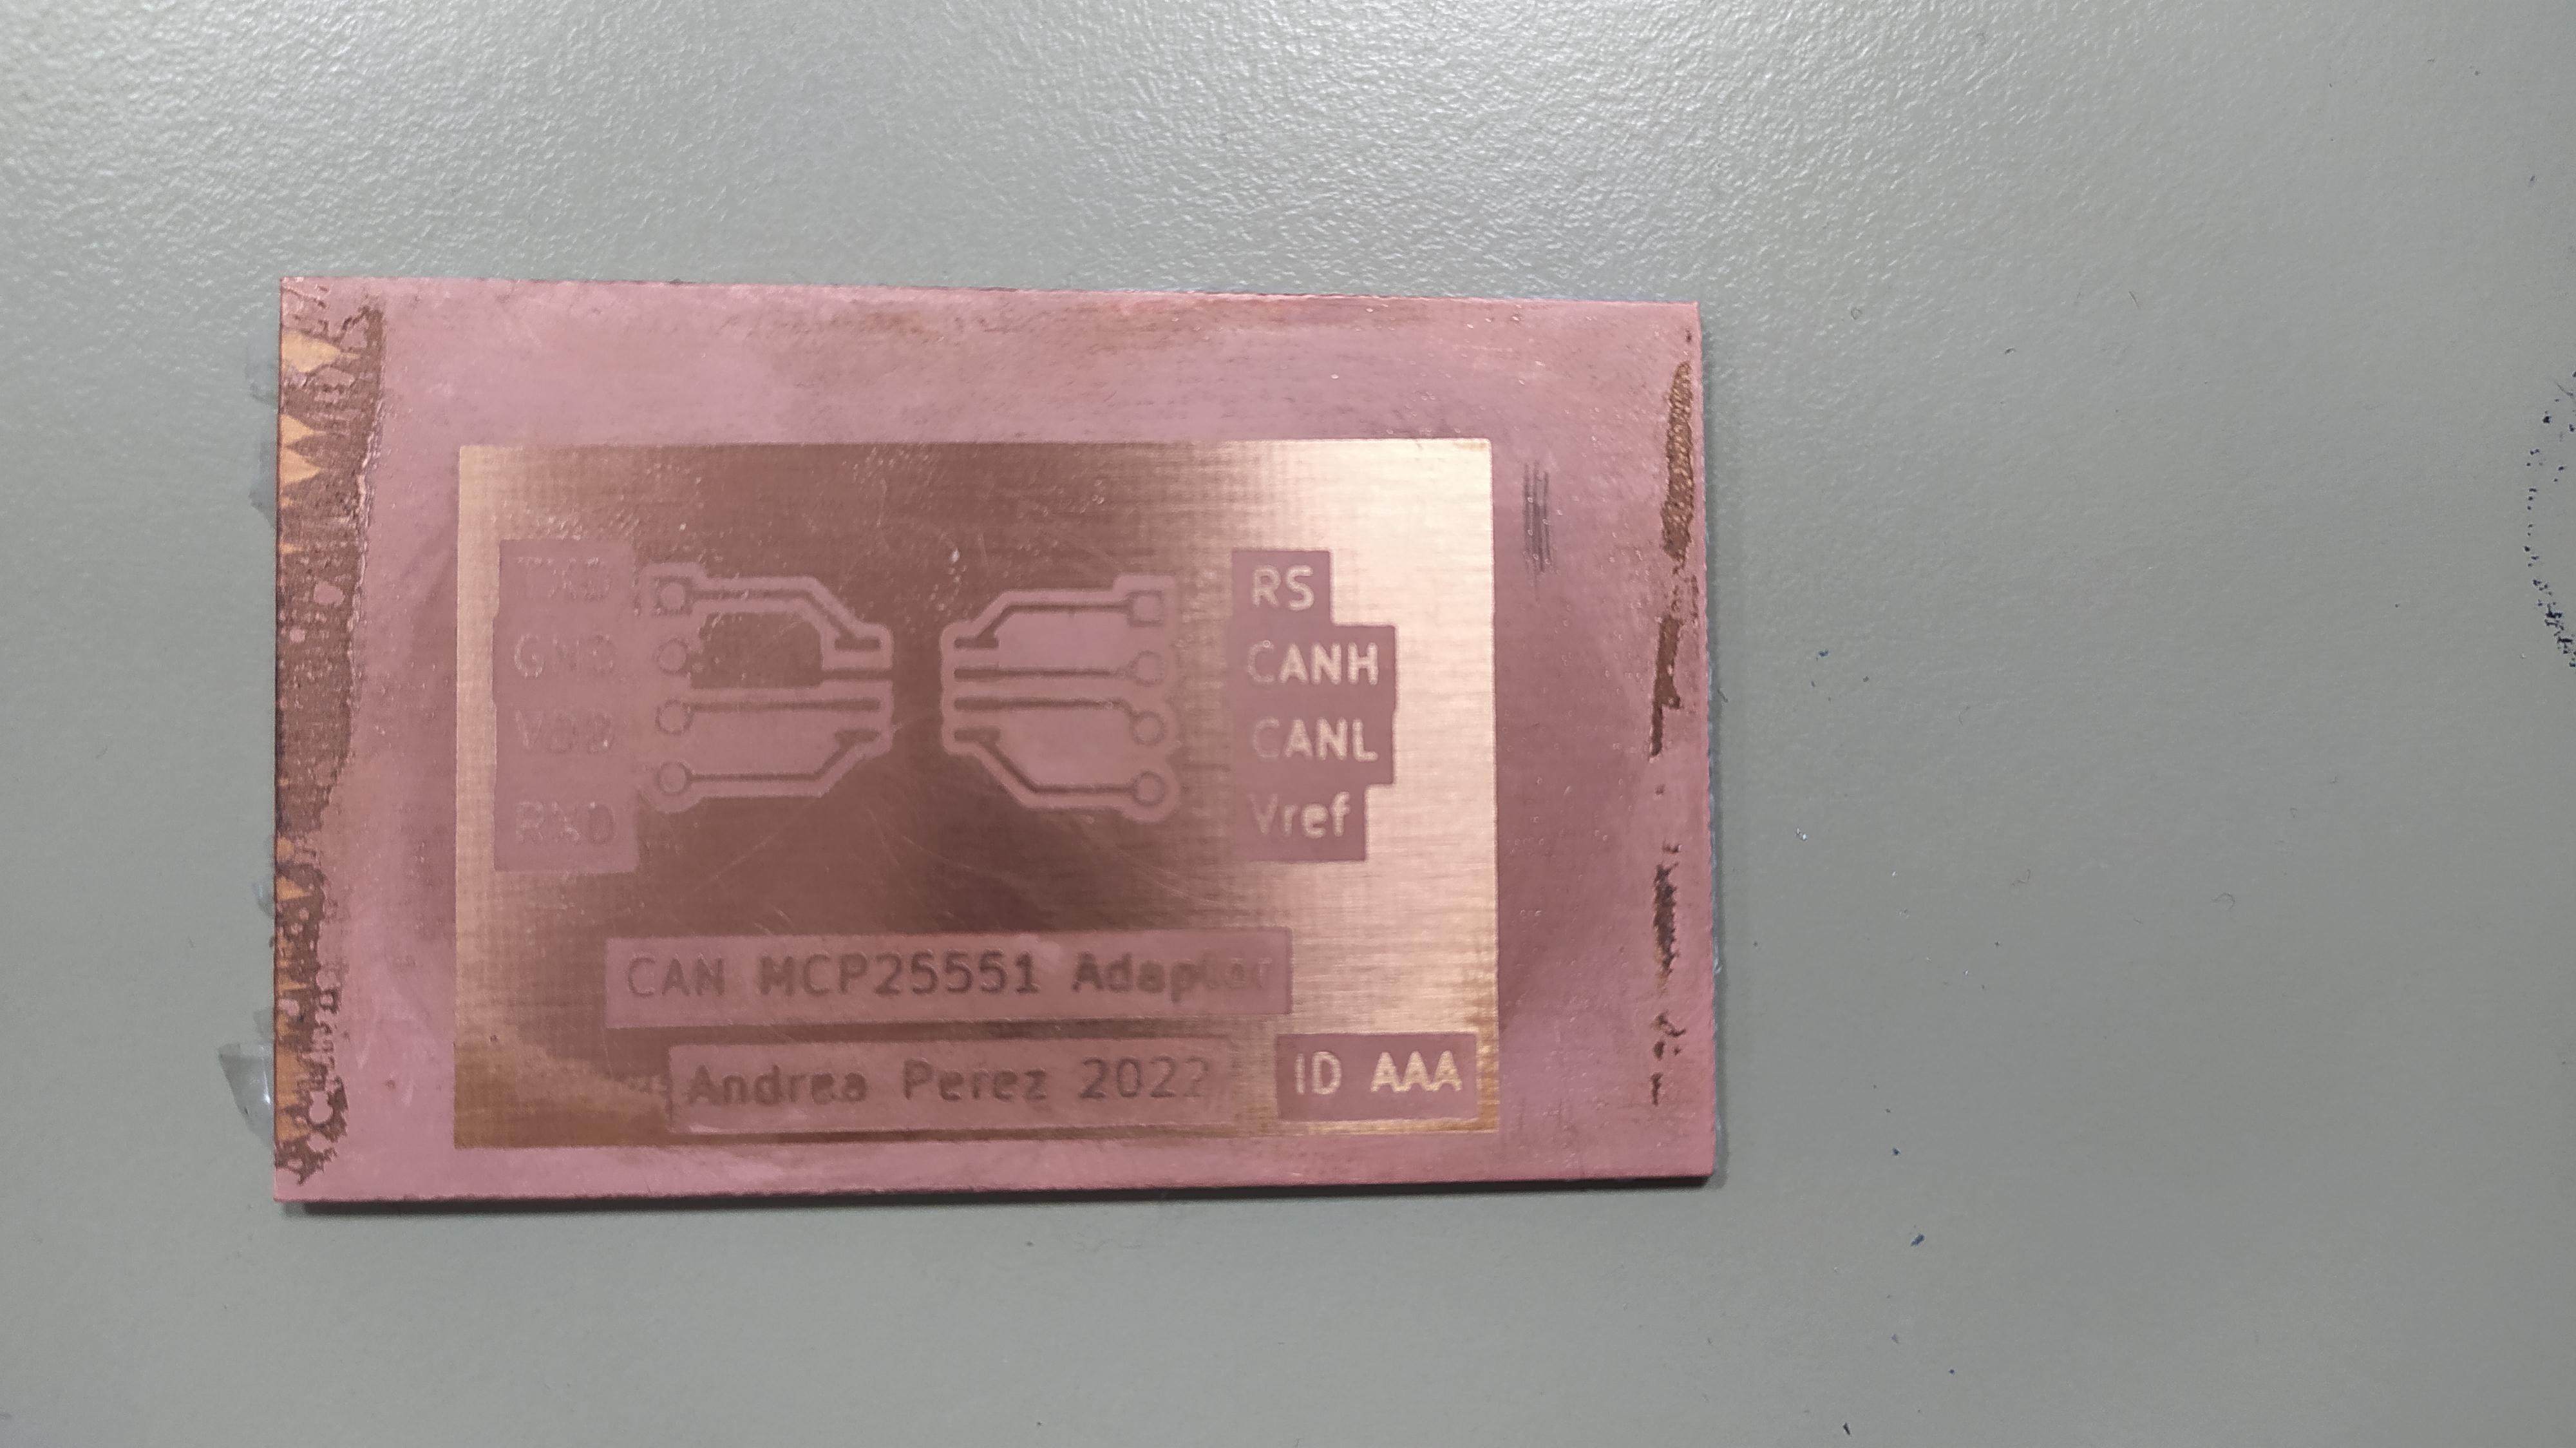 TXD
GND
VDD
RXD
RS
CANH
CANL
Vref
CAN MCP25551 Adapter
Andrea Perez 2022
ID AAA